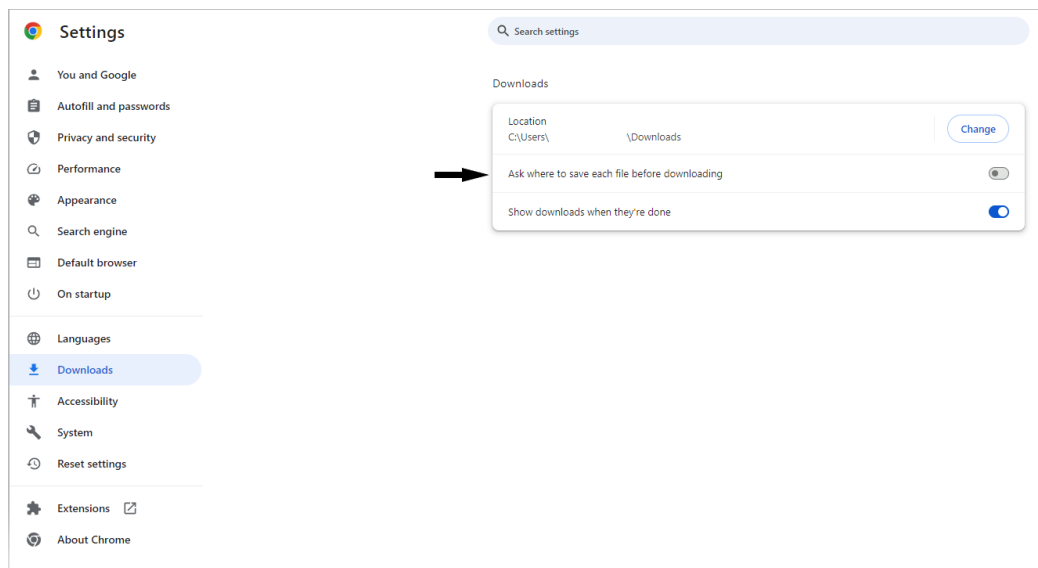 Settings
Search settings
You and Google
Autofill and passwords
Privacy and security
Performance
Appearance
Search engine
Default browser
On startup
Languages
Downloads
Accessibility
System
Reset settings
Extensions
About Chrome
Downloads
Location
C:\Users\ \Downloads
Change
Ask where to save each file before downloading
Show downloads when they're done